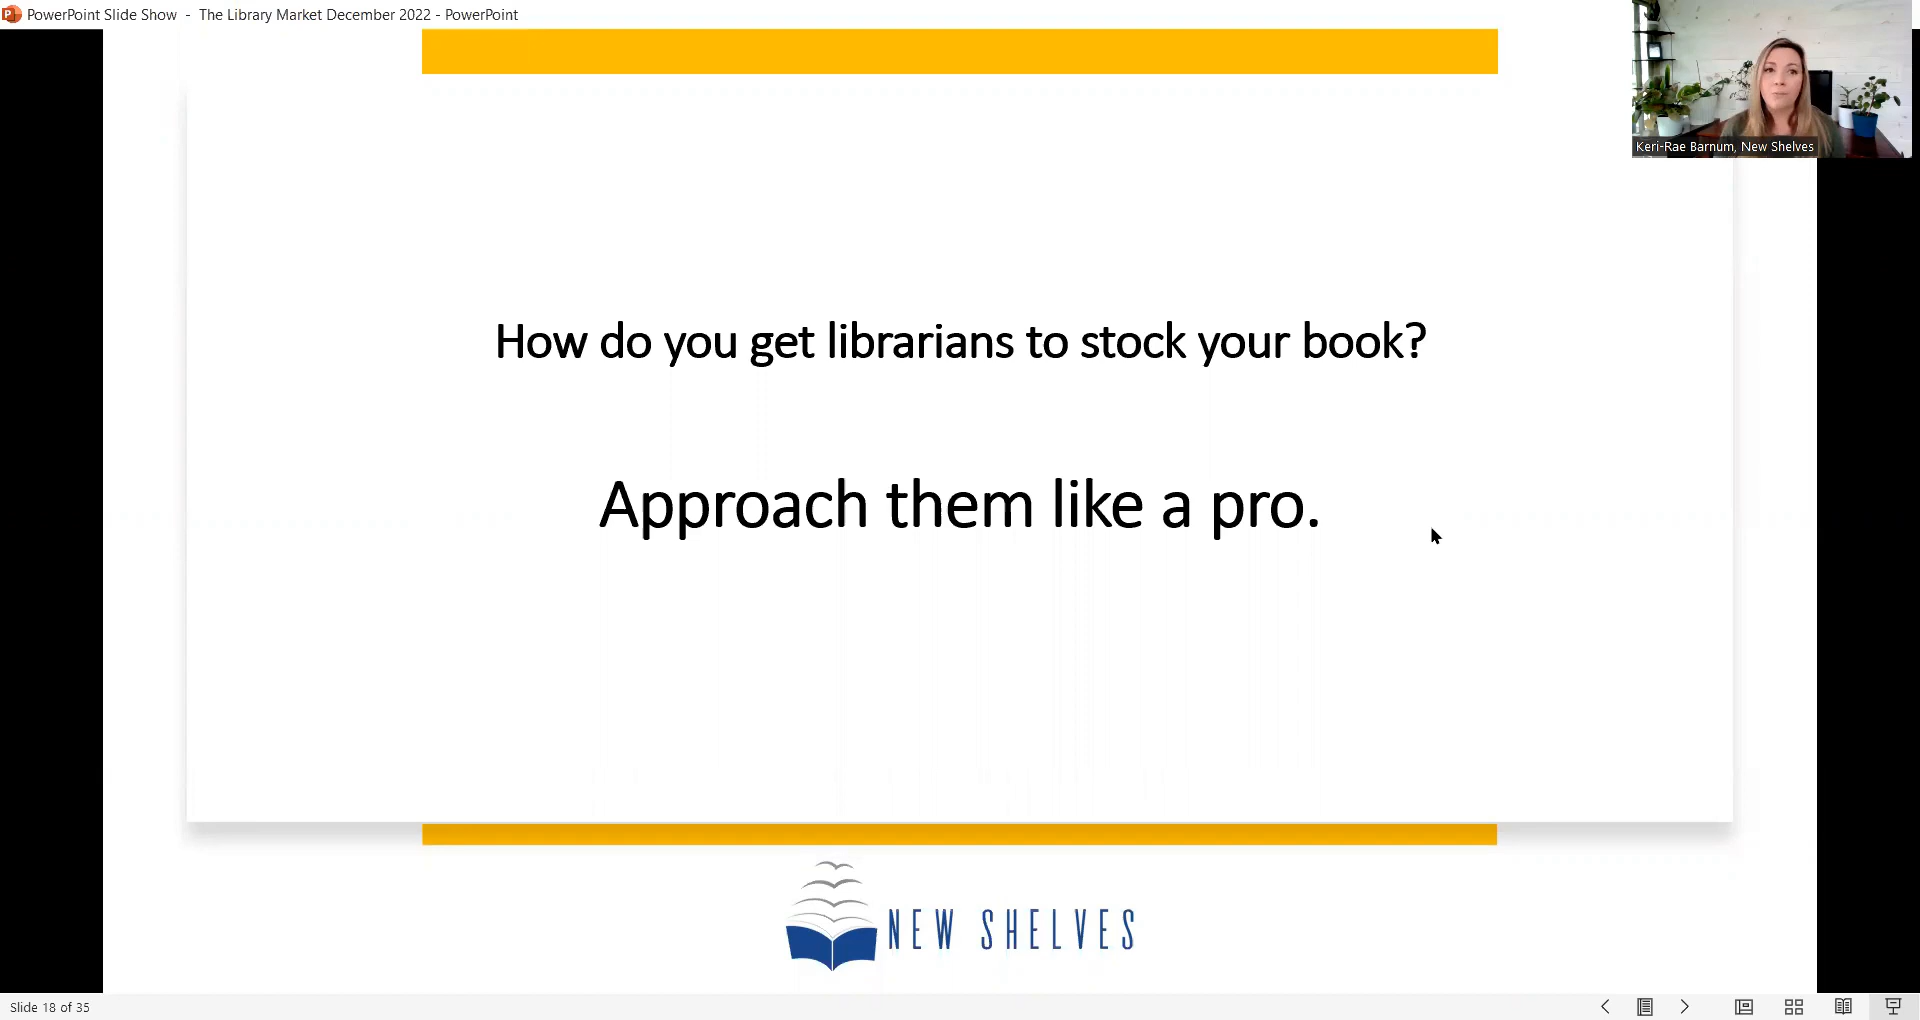 PowerPoint Slide Show - The Library Market December 2022 - PowerPoint
Keri-Rae Barnum, New Shelves
How do you get librarians to stock your book?
Approach them like a pro.
NEW SHELVES
Slide 18 of 35